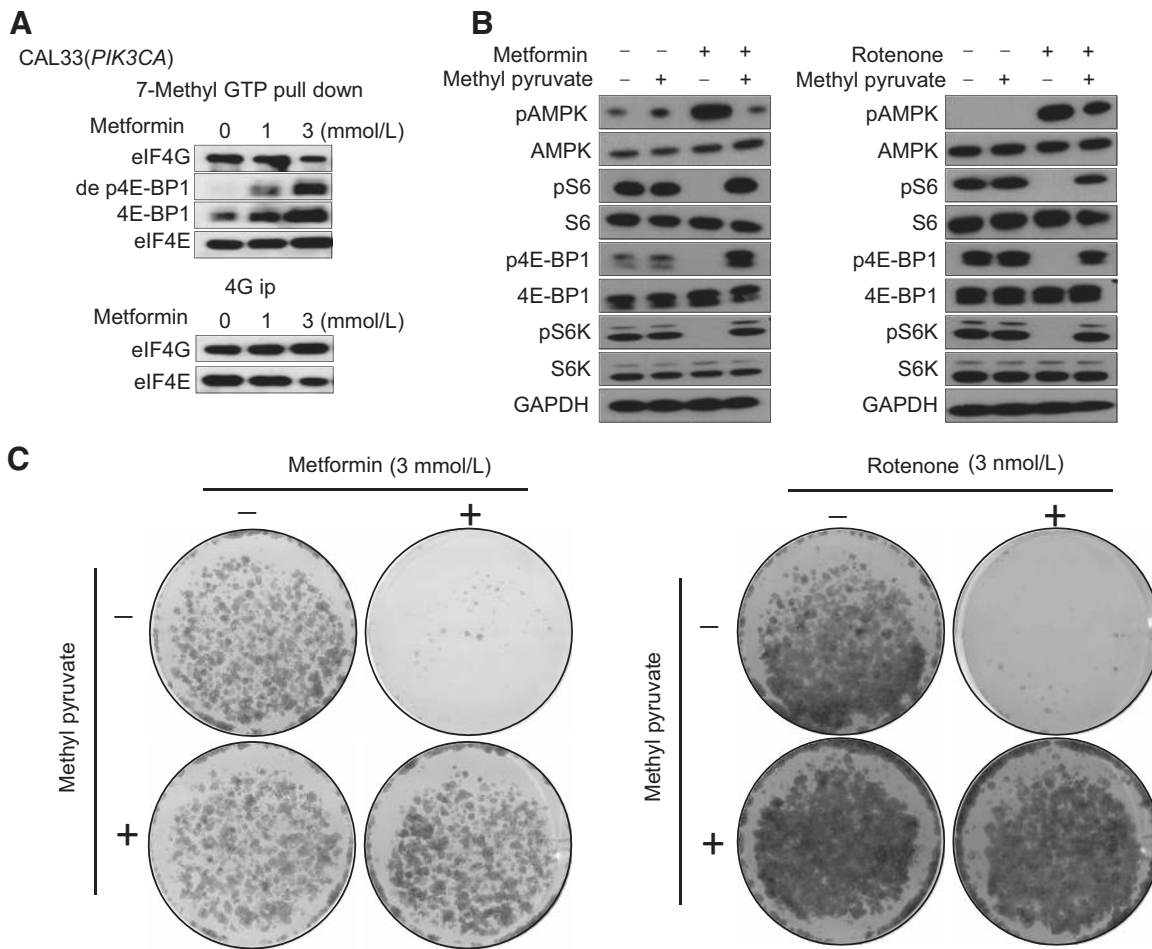 A
CAL33(PIK3CA)
7-Methyl GTP pull down
Metformin 0 1 3 (mmol/L)
eIF4G
de p4E-BP1
4E-BP1
eIF4E
4G ip
Metformin 0 1 3 (mmol/L)
eIF4G
eIF4E
B
Metformin − − + +
Methyl pyruvate − + − +
pAMPK
AMPK
pS6
S6
p4E-BP1
4E-BP1
pS6K
S6K
GAPDH
Rotenone − − + +
Methyl pyruvate − + − +
pAMPK
AMPK
pS6
S6
p4E-BP1
4E-BP1
pS6K
S6K
GAPDH
C
Metformin (3 mmol/L)
− +
Methyl pyruvate
−
+
Rotenone (3 nmol/L)
− +
Methyl pyruvate
−
+